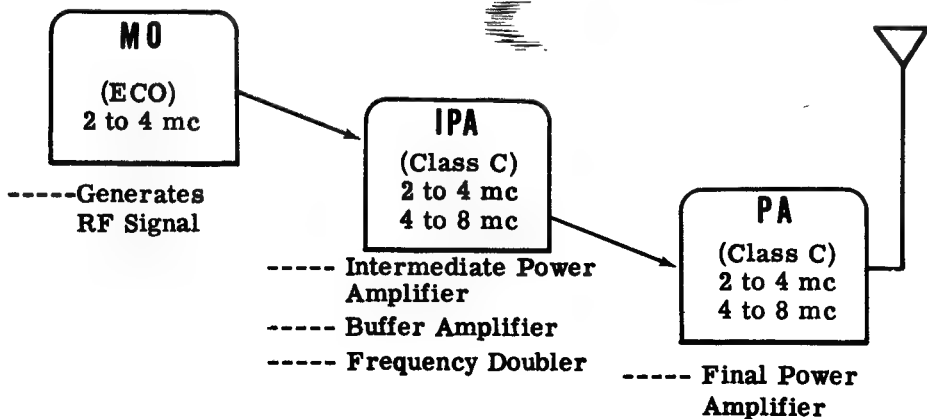 MO
(ECO)
2 to 4 mc
-----Generates
RF Signal
IPA
(Class C)
2 to 4 mc
4 to 8 mc
----- Intermediate Power
Amplifier
----- Buffer Amplifier
----- Frequency Doubler
PA
(Class C)
2 to 4 mc
4 to 8 mc
----- Final Power
Amplifier